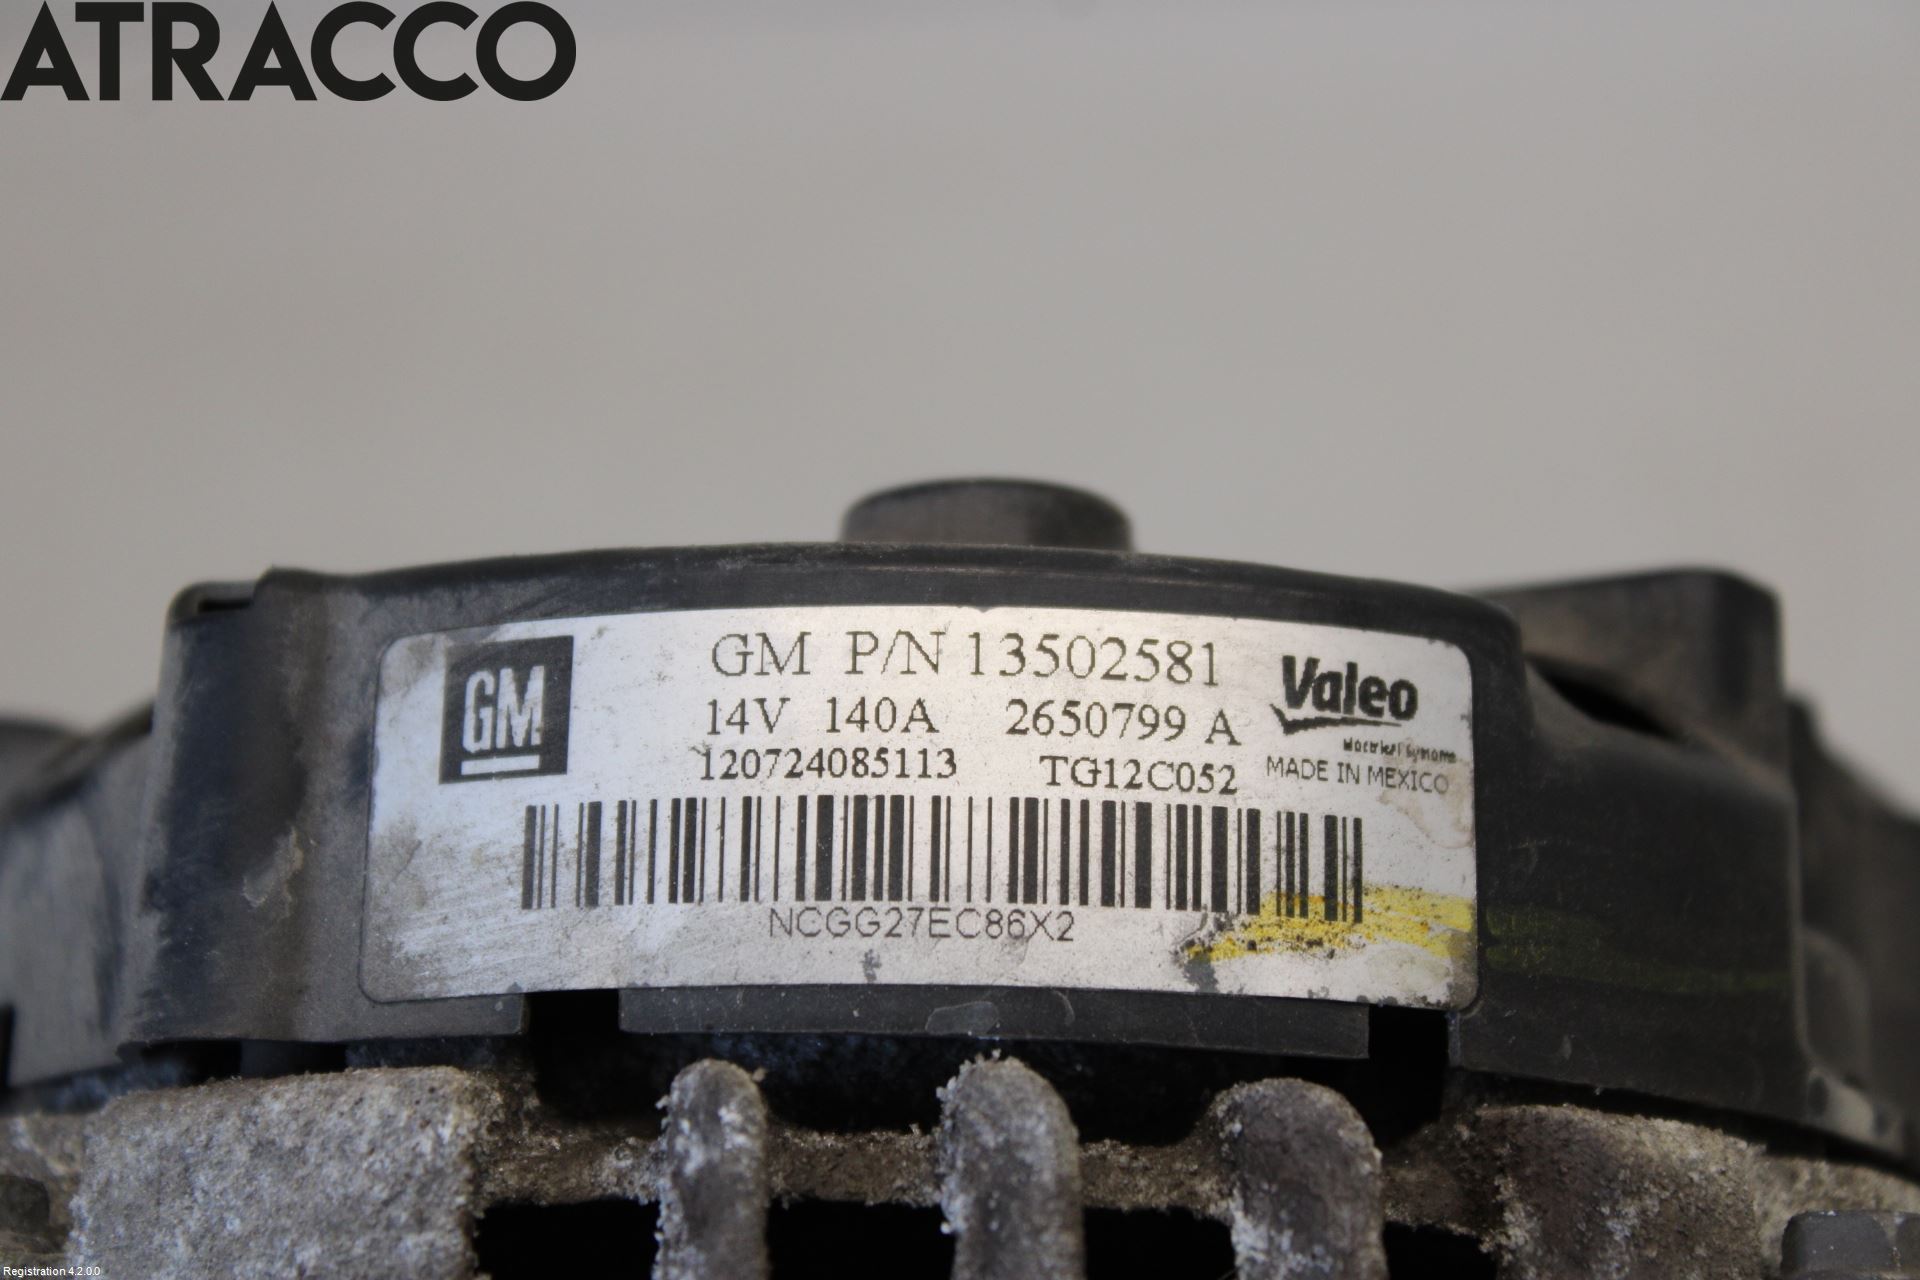 ATRACCO
GM
GM P/N 13502581
Valeo
14V 140A 2650799 A
120724085113 TG12C052 MADE IN MEXICO
NCGG27EC86X2
Registration 4.2.0.0